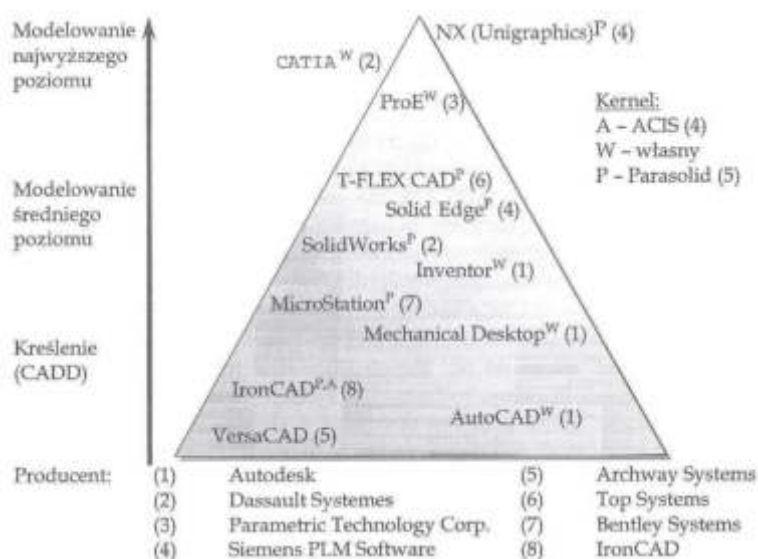 Modelowanie
najwyższego
poziomu
NX (Unigraphics)ᴾ (4)
CATIAᵂ (2)
ProEᵂ (3)
Kernel:
A – ACIS (4)
W – własny
P – Parasolid (5)
Modelowanie
średniego
poziomu
T-FLEX CADᴾ (6)
Solid Edgeᴾ (4)
SolidWorksᴾ (2)
Inventorᵂ (1)
MicroStationᴾ (7)
Mechanical Desktopᵂ (1)
Kreślenie
(CADD)
IronCADᴾ·ᴬ (8)
AutoCADᵂ (1)
VersaCAD (5)
Producent: (1) Autodesk (5) Archway Systems
(2) Dassault Systemes (6) Top Systems
(3) Parametric Technology Corp. (7) Bentley Systems
(4) Siemens PLM Software (8) IronCAD